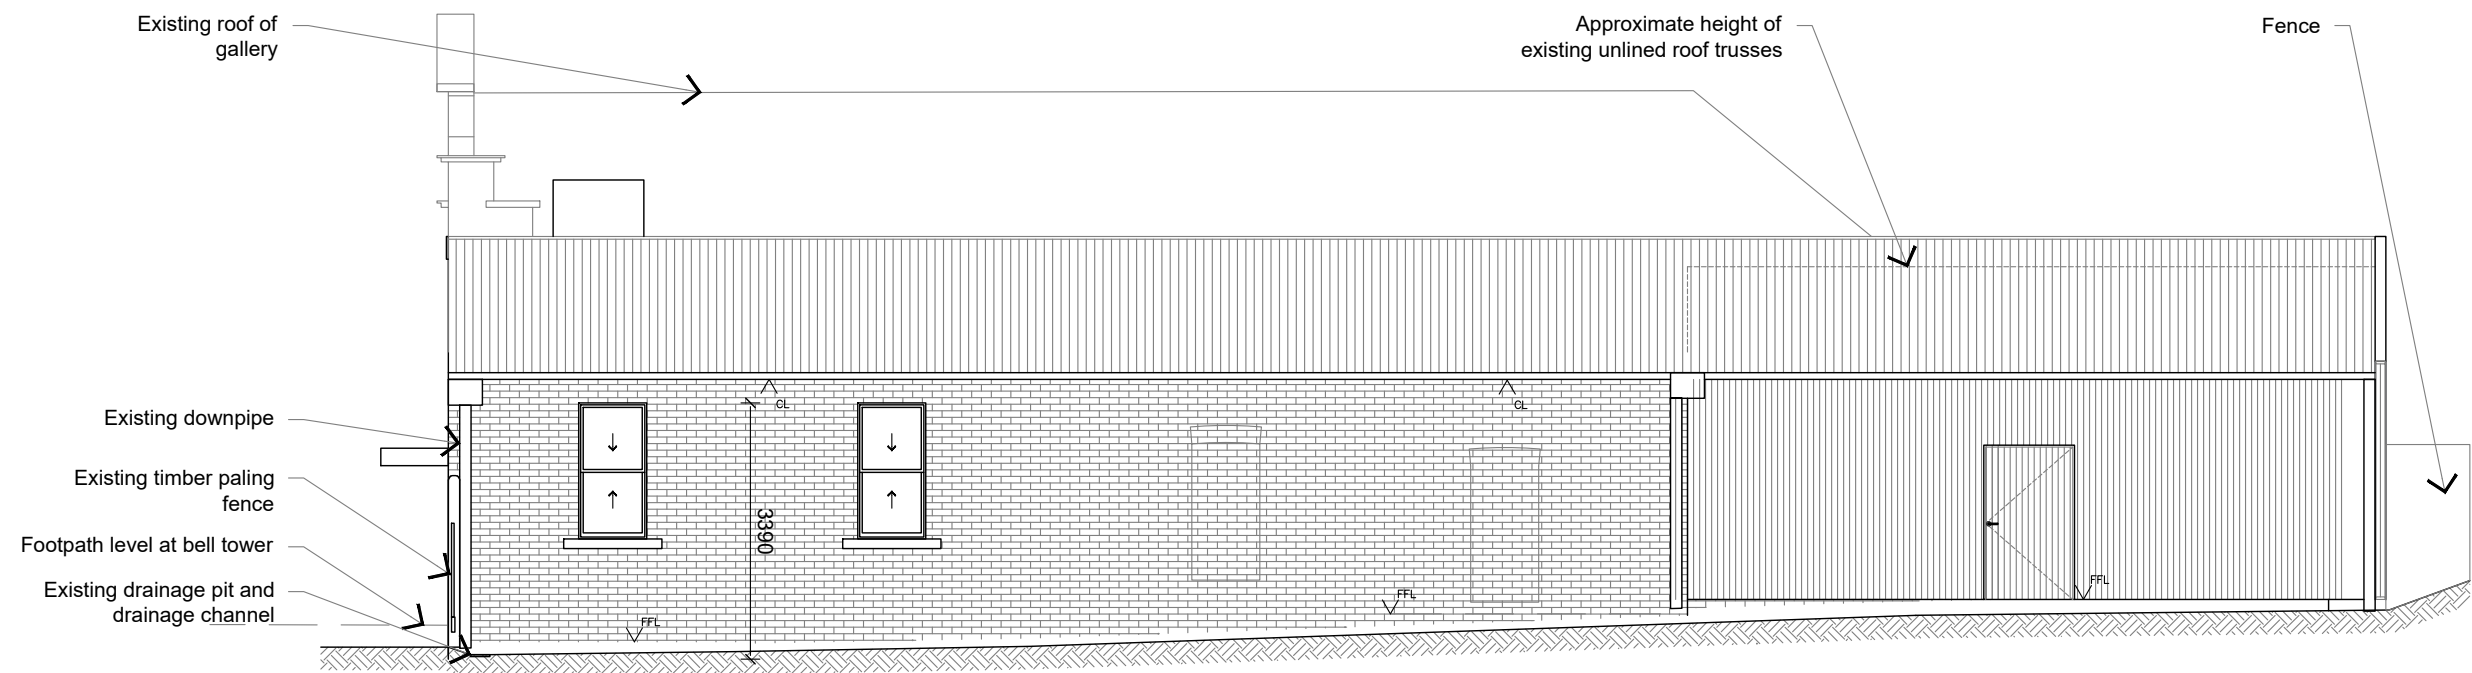 Existing roof of
gallery
Approximate height of
existing unlined roof trusses
Fence
Existing downpipe
Existing timber paling
fence
Footpath level at bell tower
Existing drainage pit and
drainage channel
CL
CL
3390
FFL
FFL
FFL